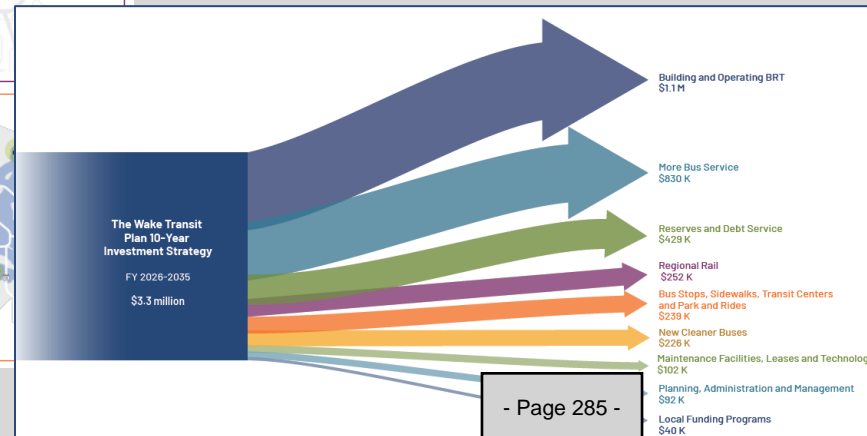 The Wake Transit
Plan 10-Year
Investment Strategy
FY 2026-2035
$3.3 million
Building and Operating BRT
$1.1 M
More Bus Service
$830 K
Reserves and Debt Service
$429 K
Regional Rail
$252 K
Bus Stops, Sidewalks, Transit Centers
and Park and Rides
$239 K
New Cleaner Buses
$226 K
Maintenance Facilities, Leases and Technolog
$102 K
Planning, Administration and Management
$92 K
Local Funding Programs
$40 K
- Page 285 -